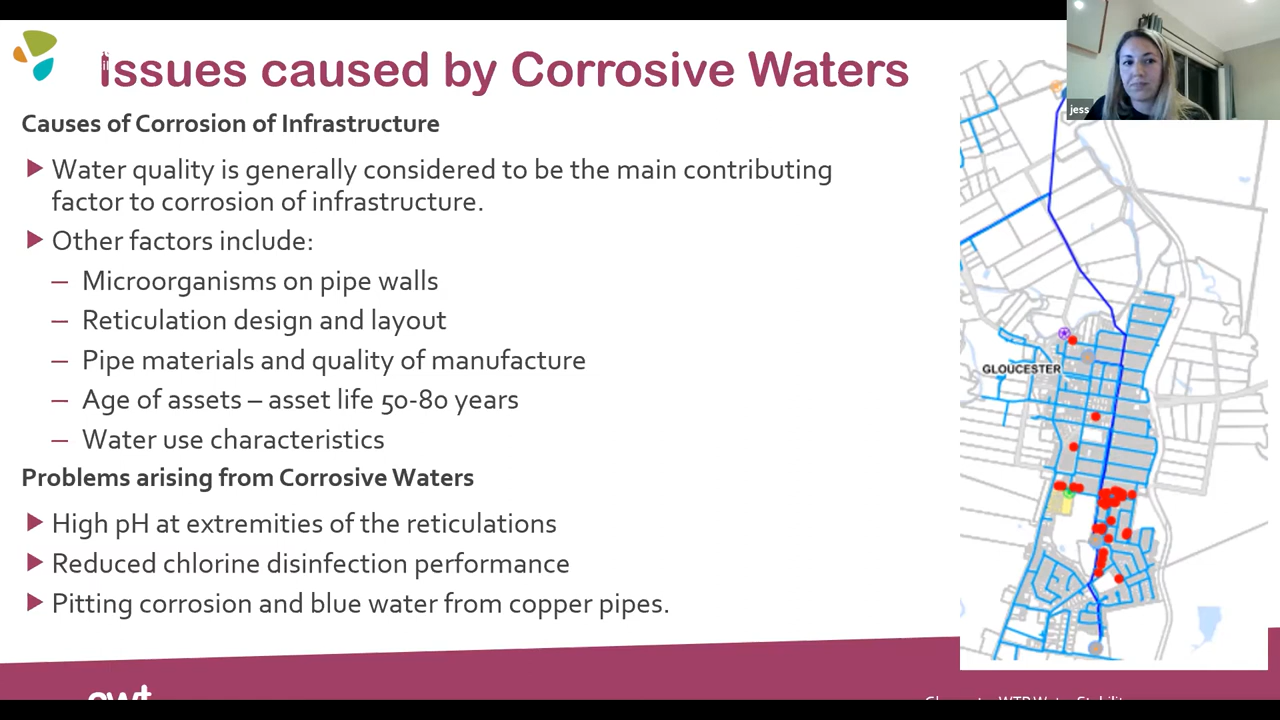 Issues caused by Corrosive Waters
jess
Causes of Corrosion of Infrastructure
Water quality is generally considered to be the main contributing
factor to corrosion of infrastructure.
Other factors include:
– Microorganisms on pipe walls
– Reticulation design and layout
– Pipe materials and quality of manufacture
– Age of assets – asset life 50-80 years
– Water use characteristics
Problems arising from Corrosive Waters
High pH at extremities of the reticulations
Reduced chlorine disinfection performance
Pitting corrosion and blue water from copper pipes.
GLOUCESTER
WTP Water